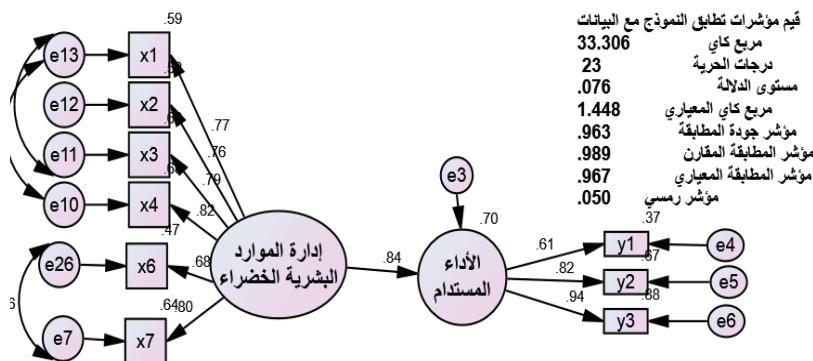 قيم مؤشرات تطابق النموذج مع البيانات
مربع كاي 33.306
درجات الحرية 23
مستوى الدلالة .076
مربع كاي المعياري 1.448
مؤشر جودة المطابقة .963
مؤشر المطابقة المقارن .989
مؤشر المطابقة المعياري .967
مؤشر رمسي .050
.59
e13 x1
e12 x2
e11 x3
e10 x4
.47
e26 x6
.64
e7 x7
.77
.76
.79
.82
.68
.80
إدارة الموارد
البشرية الخضراء
.84
e3
.70
الأداء
المستدام
.61
.82
.94
.37
y1 e4
.67
y2 e5
.88
y3 e6